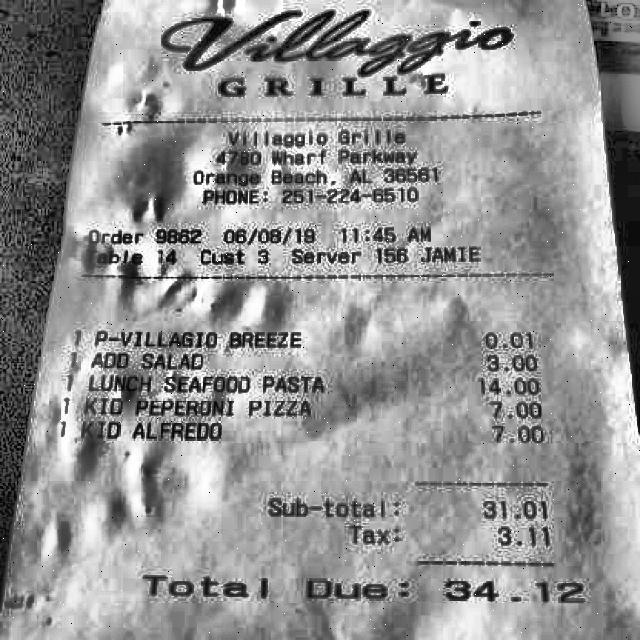 Villaggio
GRILLE
Villaggio Grille
4780 Wharf Parkway
Orange Beach, AL 36561
PHONE: 251-224-6510
Order 9862 06/08/19 11:45 AM
Table 14 Cust 3 Server 156 JAMIE
1 P-VILLAGIO BREEZE 0.01
1 ADD SALAD 3.00
1 LUNCH SEAFOOD PASTA 14.00
1 KID PEPERONI PIZZA 7.00
1 KID ALFREDO 7.00
Sub-total: 31.01
Tax: 3.11
Total Due: 34.12